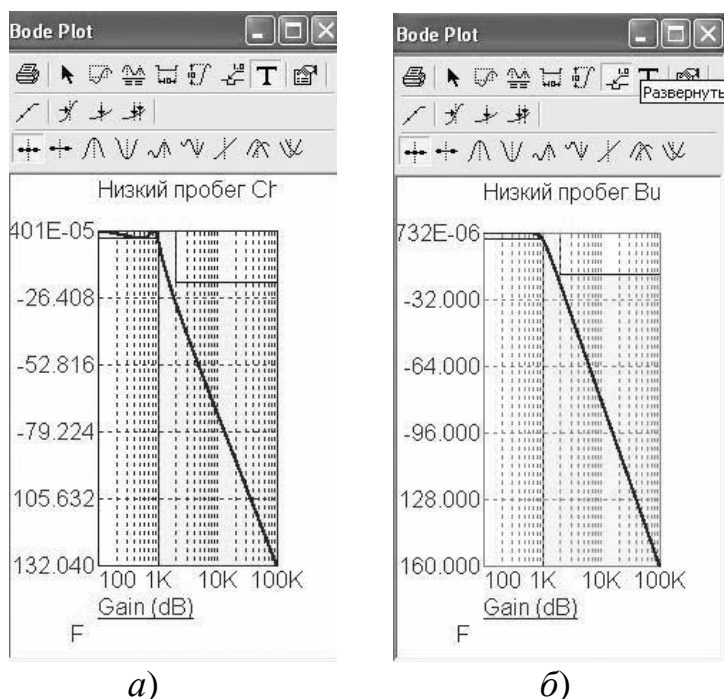 Bode Plot
T
Низкий пробег Ch
401E-05
-26.408
-52.816
-79.224
105.632
132.040
100 1K 10K 100K
Gain (dB)
F
а)
Bode Plot
T
Развернуть
Низкий пробег Bu
732E-06
-32.000
-64.000
-96.000
-128.000
160.000
100 1K 10K 100K
Gain (dB)
F
б)